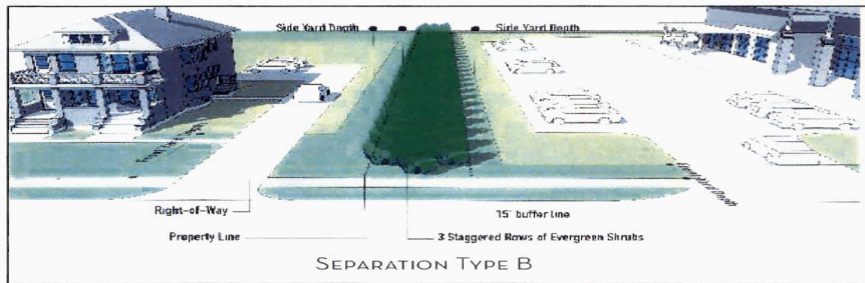 Side Yard Depth
Side Yard Depth
Right-of-Way
15' buffer line
Property Line
3 Staggered Rows of Evergreen Shrubs
SEPARATION TYPE B